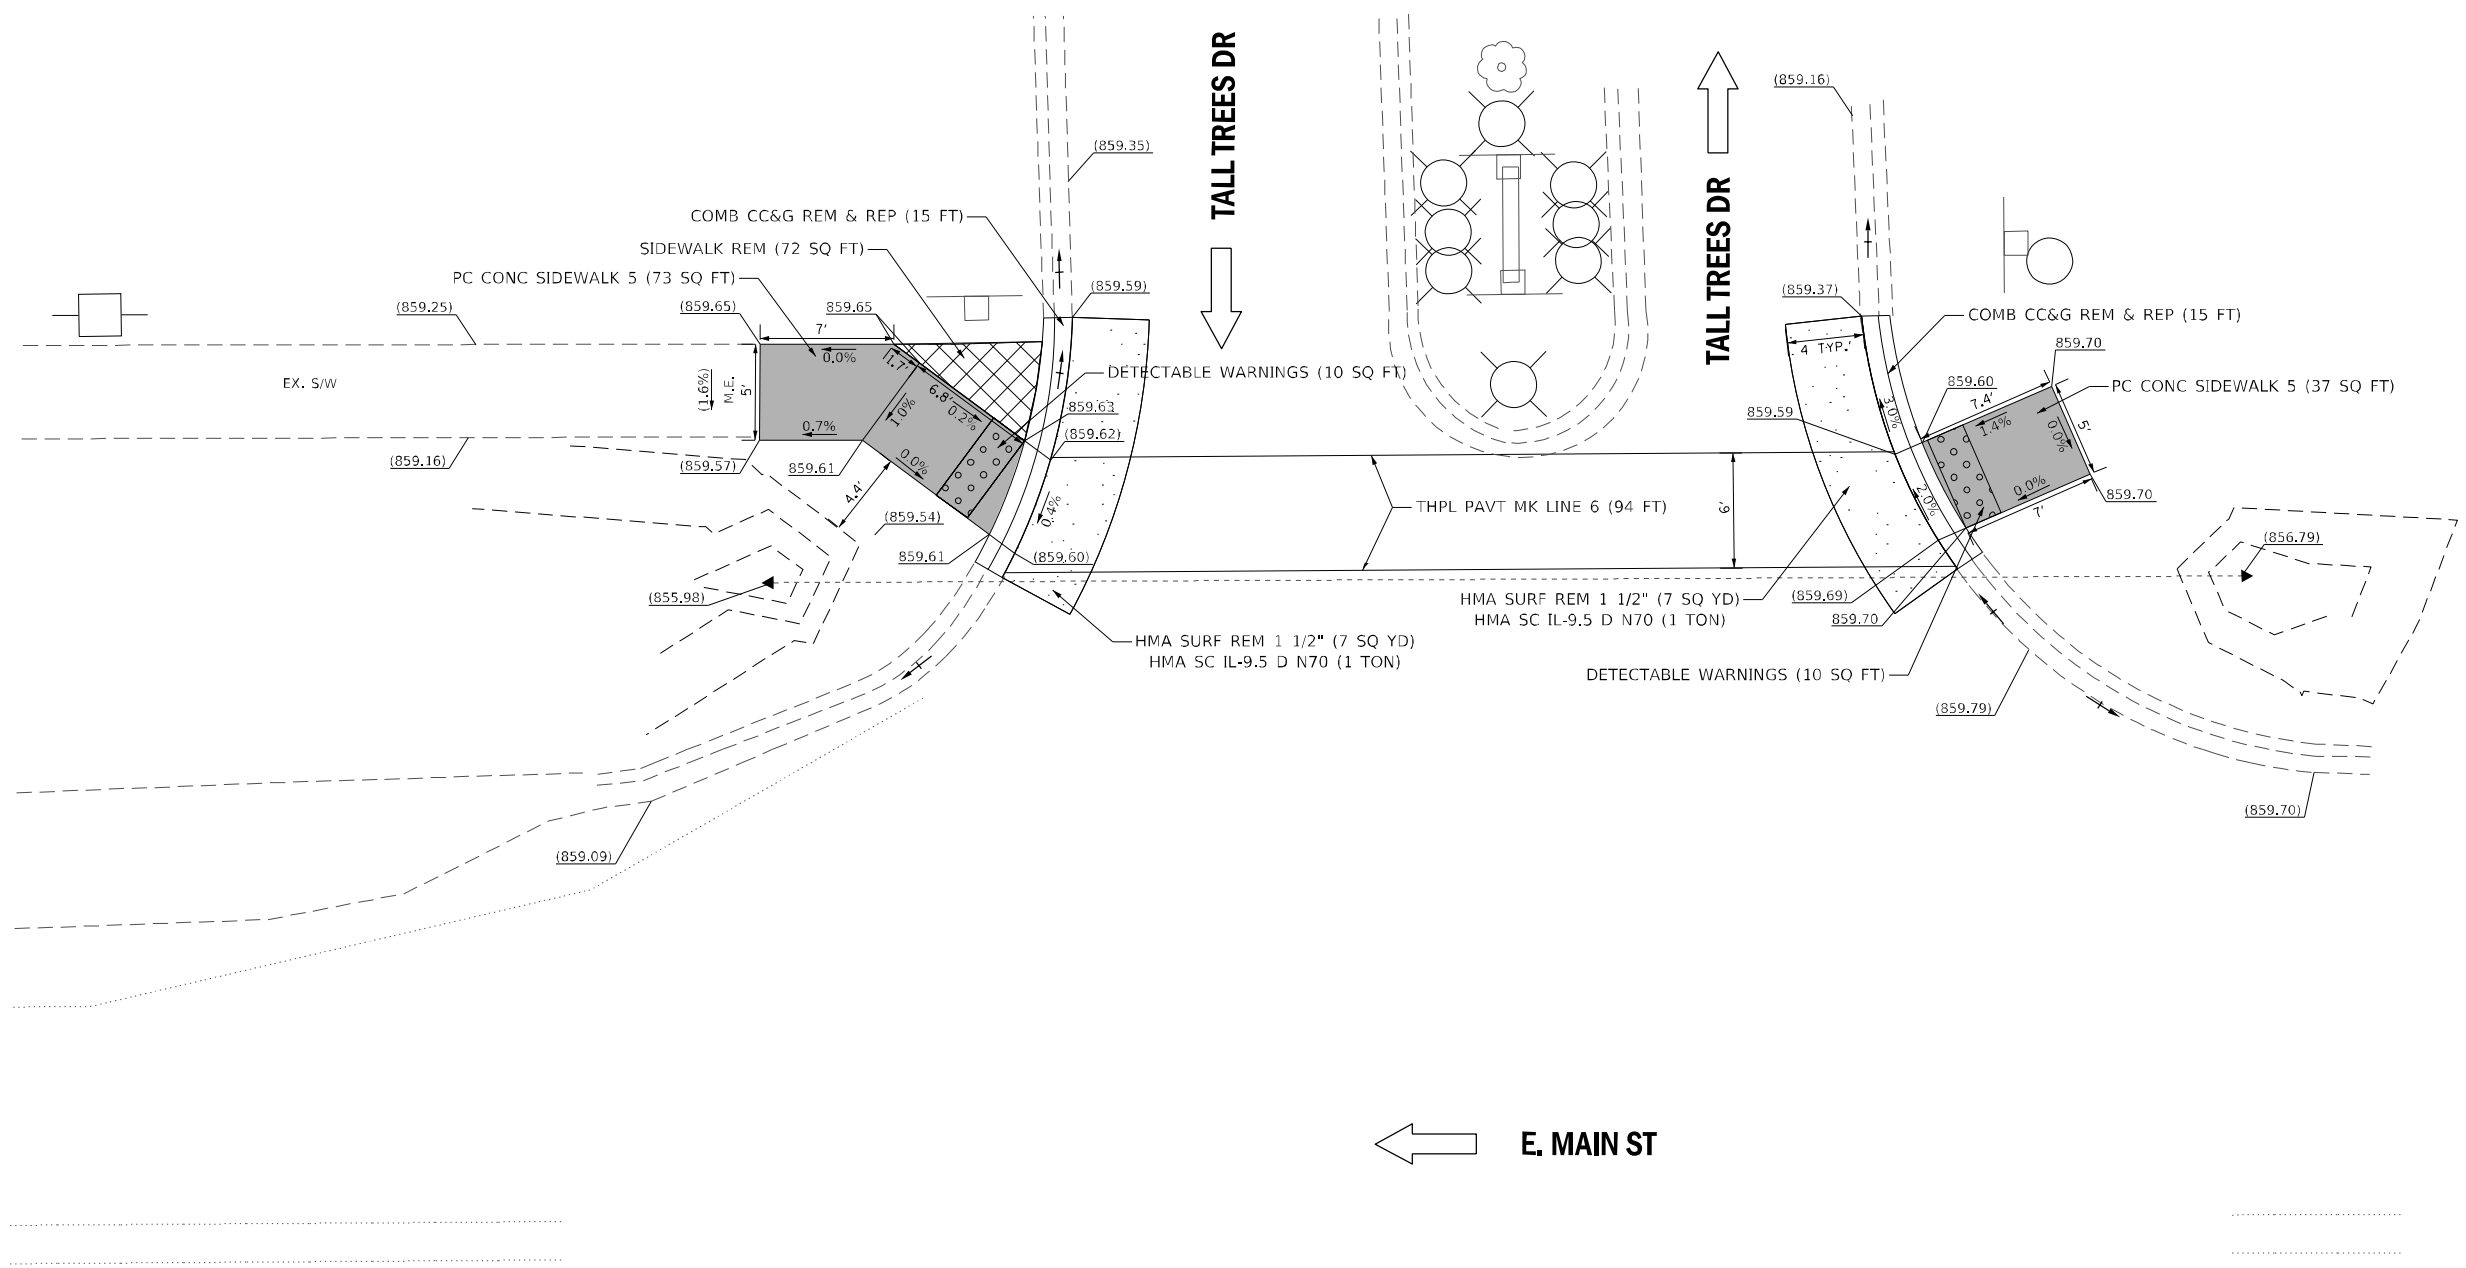 TALL TREES DR
(859.16)
(859.35)
TALL TREES DR
COMB CC&G REM & REP (15 FT)
SIDEWALK REM (72 SQ FT)
PC CONC SIDEWALK 5 (73 SQ FT)
(859.25)
(859.65)
859.65
7'
(859.59)
(859.37)
COMB CC&G REM & REP (15 FT)
859.70
4 TYP.'
0.0%
1.7'
EX. S/W
(1.6%)
M.E.
5'
DETECTABLE WARNINGS (10 SQ FT)
859.60
7.4'
PC CONC SIDEWALK 5 (37 SQ FT)
6.8'
0.2%
1.0%
859.63
859.59
3.0%
1.4%
0.0%
5'
0.7%
(859.62)
(859.16)
(859.57)
859.61
0.0%
4.4'
0.0%
859.70
2.0%
7'
THPL PAVT MK LINE 6 (94 FT)
6'
0.4%
(859.54)
859.61
(859.60)
(856.79)
(855.98)
HMA SURF REM 1 1/2" (7 SQ YD)
HMA SC IL-9.5 D N70 (1 TON)
(859.69)
859.70
HMA SURF REM 1 1/2" (7 SQ YD)
HMA SC IL-9.5 D N70 (1 TON)
DETECTABLE WARNINGS (10 SQ FT)
(859.79)
(859.70)
(859.09)
E. MAIN ST